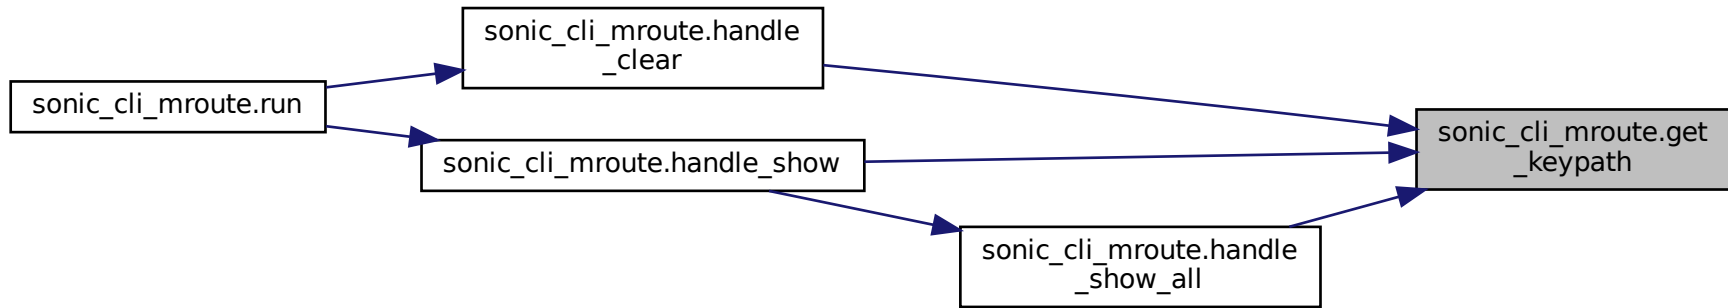 sonic_cli_mroute.run
sonic_cli_mroute.handle
_clear
sonic_cli_mroute.handle_show
sonic_cli_mroute.handle
_show_all
sonic_cli_mroute.get
_keypath